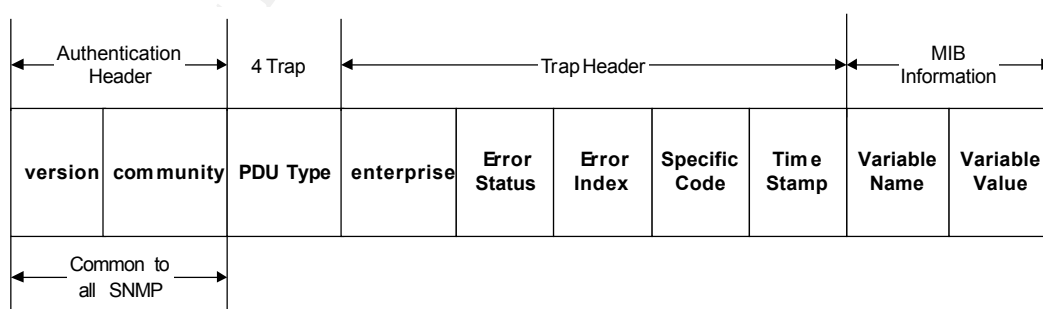 Authentication
Header
4 Trap
Trap Header
MIB
Information
version
community
PDU Type
enterprise
Error
Status
Error
Index
Specific
Code
Time
Stamp
Variable
Name
Variable
Value
Common to
all SNMP